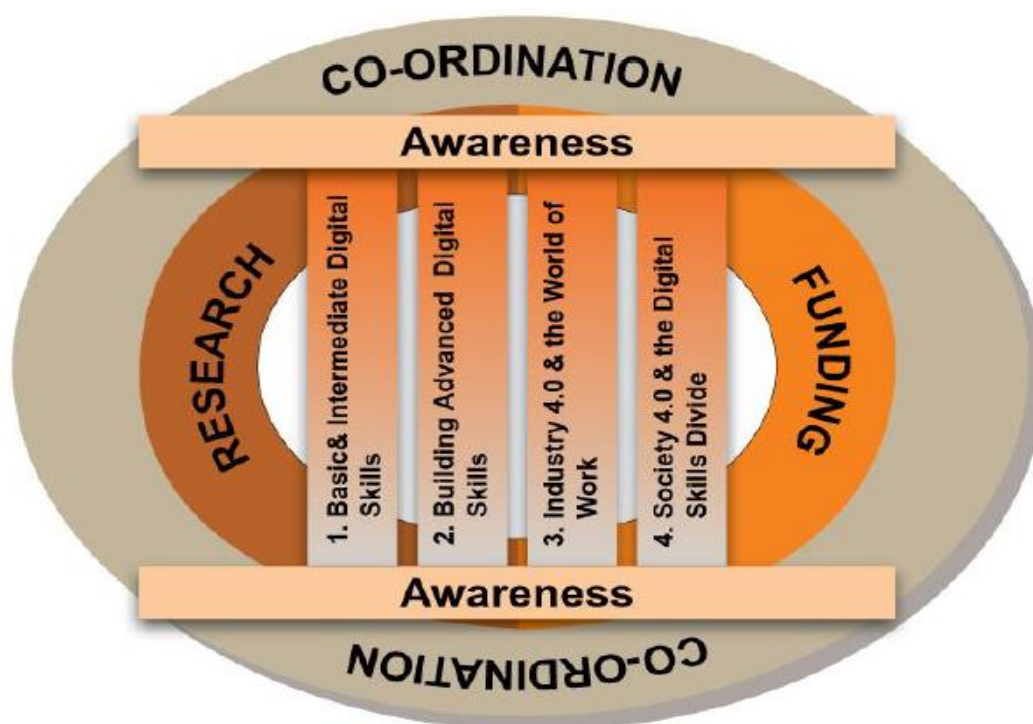 CO-ORDINATION
Awareness
RESEARCH
1. Basic& Intermediate Digital
Skills
2. Building Advanced Digital
Skills
3. Industry 4.0 & the World of
Work
4. Society 4.0 & the Digital
Skills Divide
FUNDING
Awareness
CO-ORDINATION